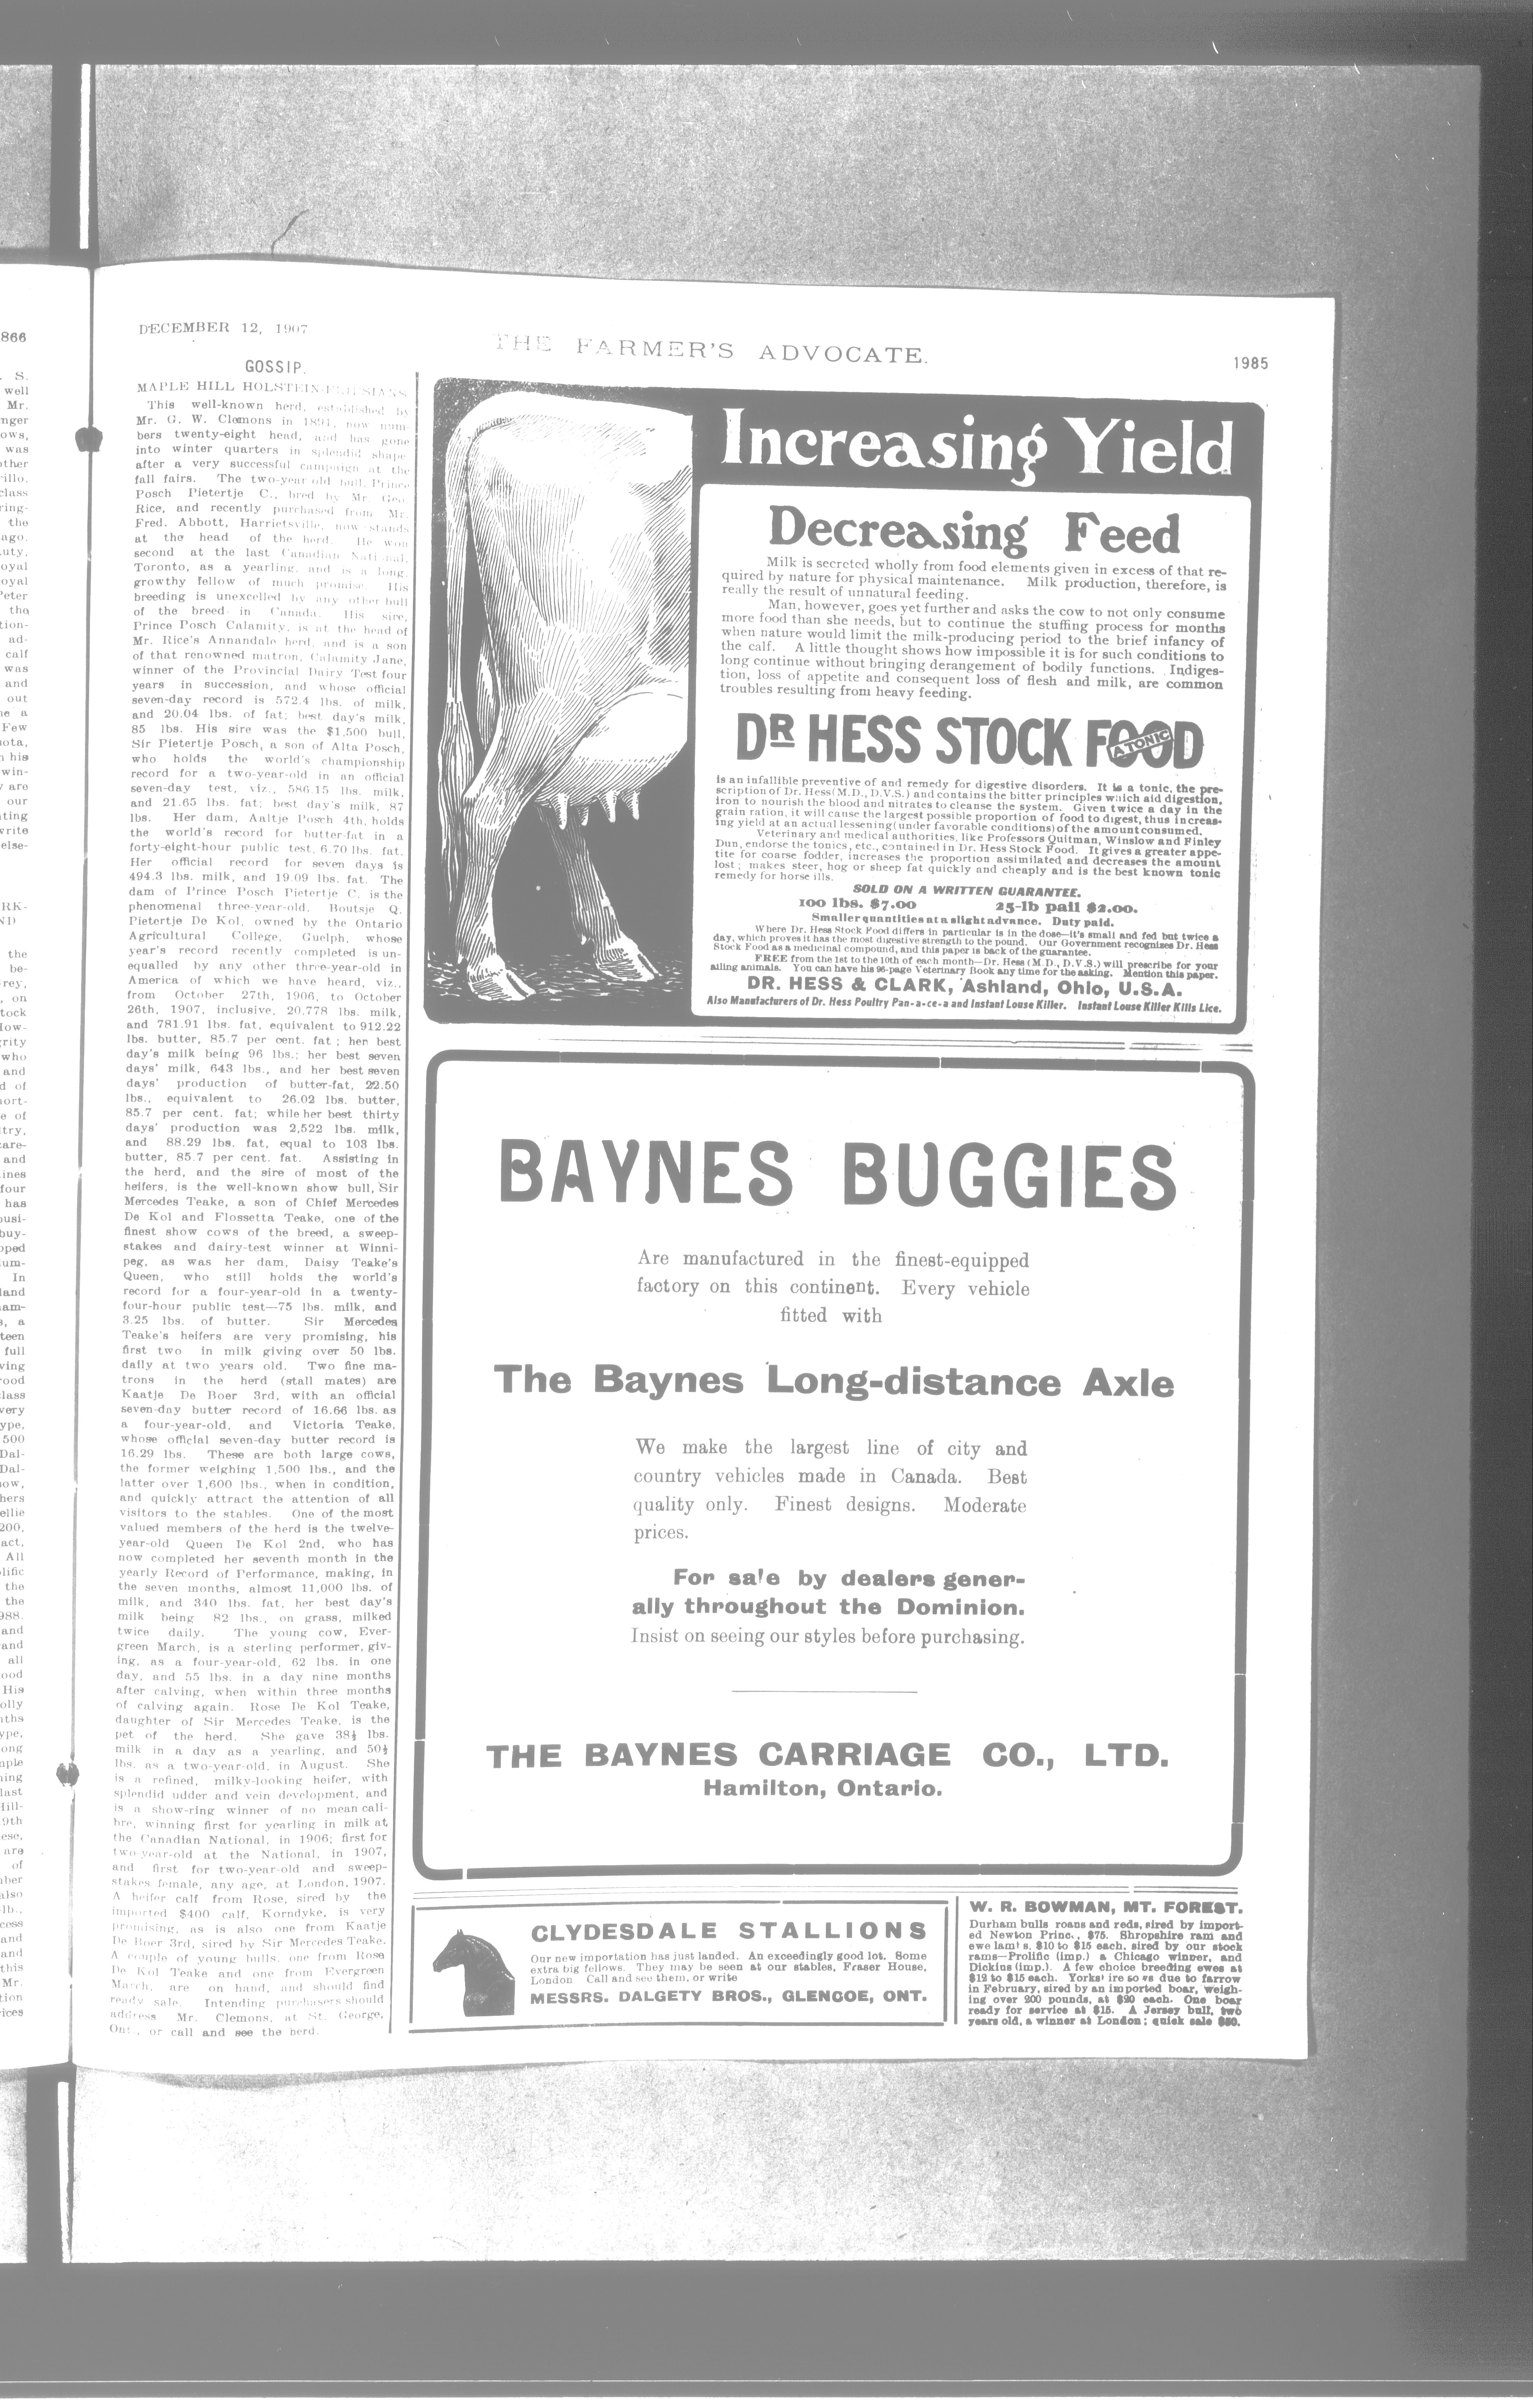 DECEMBER 12, 1907
THE FARMER'S ADVOCATE.
1985
GOSSIP.
MAPLE HILL HOLSTEIN-FRIESIANS
This well-known herd, established by
Mr. G. W. Clemons in 1891, now num-
bers twenty-eight head, and has gone
into winter quarters in splendid shape
after a very successful campaign at the
fall fairs. The two-year old bull, Prince
Posch Pietertje C., bred by Mr. Geo.
Rice, and recently purchased from Mr.
Fred. Abbott, Harrietsville, now stands
at the head of the herd. He won
second at the last Canadian National,
Toronto, as a yearling, and is a long,
growthy fellow of much promise. His
breeding is unexcelled by any other bull
of the breed in Canada. His sire,
Prince Posch Calamity, is at the head of
Mr. Rice's Annandale herd, and is a son
of that renowned matron, Calamity Jane,
winner of the Provincial Dairy Test four
years in succession, and whose official
seven-day record is 572.4 lbs. of milk,
and 20.04 lbs. of fat; best day's milk,
85 lbs. His sire was the $1,500 bull,
Sir Pietertje Posch, a son of Alta Posch,
who holds the world's championship
record for a two-year-old in an official
seven-day test, viz., 586.15 lbs. milk,
and 21.65 lbs. fat; best day's milk, 87
lbs. Her dam, Aaltje Posch 4th, holds
the world's record for butter-fat in a
forty-eight-hour public test, 6.70 lbs. fat.
Her official record for seven days is
494.3 lbs. milk, and 19.09 lbs. fat. The
dam of Prince Posch Pietertje C. is the
phenomenal three-year-old, Boutsje Q.
Pietertje De Kol, owned by the Ontario
Agricultural College, Guelph, whose
year's record recently completed is un-
equalled by any other three-year-old in
America of which we have heard, viz.,
from October 27th, 1906, to October
26th, 1907, inclusive, 20,778 lbs. milk,
and 781.91 lbs. fat, equivalent to 912.22
lbs. butter, 85.7 per cent. fat; her best
day's milk being 96 lbs.; her best seven
days' milk, 643 lbs., and her best seven
days' production of butter-fat, 22.50
lbs., equivalent to 26.02 lbs. butter,
85.7 per cent. fat; while her best thirty
days' production was 2,522 lbs. milk,
and 88.29 lbs. fat, equal to 103 lbs.
butter, 85.7 per cent. fat. Assisting in
the herd, and the sire of most of the
heifers, is the well-known show bull, Sir
Mercedes Teake, a son of Chief Mercedes
De Kol and Flossetta Teake, one of the
finest show cows of the breed, a sweep-
stakes and dairy-test winner at Winni-
peg, as was her dam, Daisy Teake's
Queen, who still holds the world's
record for a four-year-old in a twenty-
four-hour public test—75 lbs. milk, and
3.25 lbs. of butter. Sir Mercedes
Teake's heifers are very promising, his
first two in milk giving over 50 lbs.
daily at two years old. Two fine ma-
trons in the herd (stall mates) are
Kaatje De Boer 3rd, with an official
seven-day butter record of 16.66 lbs. as
a four-year-old, and Victoria Teake,
whose official seven-day butter record is
16.29 lbs. These are both large cows,
the former weighing 1,500 lbs., and the
latter over 1,600 lbs., when in condition,
and quickly attract the attention of all
visitors to the stables. One of the most
valued members of the herd is the twelve-
year-old Queen De Kol 2nd, who has
now completed her seventh month in the
yearly Record of Performance, making, in
the seven months, almost 11,000 lbs. of
milk, and 340 lbs. fat, her best day's
milk being 82 lbs., on grass, milked
twice daily. The young cow, Ever-
green March, is a sterling performer, giv-
ing, as a four-year-old, 62 lbs. in one
day, and 55 lbs. in a day nine months
after calving, when within three months
of calving again. Rose De Kol Teake,
daughter of Sir Mercedes Teake, is the
pet of the herd. She gave 38½ lbs.
milk in a day as a yearling, and 50½
lbs. as a two-year-old, in August. She
is a refined, milky-looking heifer, with
splendid udder and vein development, and
is a show-ring winner of no mean cali-
bre, winning first for yearling in milk at
the Canadian National, in 1906; first for
two-year-old at the National, in 1907,
and first for two-year-old and sweep-
stakes female, any age, at London, 1907.
A heifer calf from Rose, sired by the
imported $400 calf, Korndyke, is very
promising, as is also one from Kaatje
De Boer 3rd, sired by Sir Mercedes Teake.
A couple of young bulls, one from Rose
De Kol Teake and one from Evergreen
March, are on hand, and should find
ready sale. Intending purchasers should
address Mr. Clemons, at St. George,
Ont., or call and see the herd.
Increasing Yield
Decreasing Feed
Milk is secreted wholly from food elements given in excess of that re-
quired by nature for physical maintenance. Milk production, therefore, is
really the result of unnatural feeding.
Man, however, goes yet further and asks the cow to not only consume
more food than she needs, but to continue the stuffing process for months
when nature would limit the milk-producing period to the brief infancy of
the calf. A little thought shows how impossible it is for such conditions to
long continue without bringing derangement of bodily functions. Indiges-
tion, loss of appetite and consequent loss of flesh and milk, are common
troubles resulting from heavy feeding.
DR HESS STOCK FOOD
A TONIC
is an infallible preventive of and remedy for digestive disorders. It is a tonic, the pre-
scription of Dr. Hess (M.D., D.V.S.) and contains the bitter principles which aid digestion,
iron to nourish the blood and nitrates to cleanse the system. Given twice a day in the
grain ration, it will cause the largest possible proportion of food to digest, thus increas-
ing yield at an actual lessening (under favorable conditions) of the amount consumed.
Veterinary and medical authorities, like Professors Quitman, Winslow and Finley
Dun, endorse the tonics, etc., contained in Dr. Hess Stock Food. It gives a greater appe-
tite for coarse fodder, increases the proportion assimilated and decreases the amount
lost; makes steer, hog or sheep fat quickly and cheaply and is the best known tonic
remedy for horse ills.
SOLD ON A WRITTEN GUARANTEE.
100 lbs. $7.00 25-lb pail $2.00.
Smaller quantities at a slight advance. Duty paid.
Where Dr. Hess Stock Food differs in particular is in the dose—it's small and fed but twice a
day, which proves it has the most digestive strength to the pound. Our Government recognizes Dr. Hess
Stock Food as a medicinal compound, and this paper is back of the guarantee.
FREE from the 1st to the 10th of each month—Dr. Hess (M.D., D.V.S.) will prescribe for your
ailing animals. You can have his 96-page Veterinary Book any time for the asking. Mention this paper.
DR. HESS & CLARK, Ashland, Ohio, U.S.A.
Also Manufacturers of Dr. Hess Poultry Pan-a-ce-a and Instant Louse Killer. Instant Louse Killer Kills Lice.
BAYNES BUGGIES
Are manufactured in the finest-equipped
factory on this continent. Every vehicle
fitted with
The Baynes Long-distance Axle
We make the largest line of city and
country vehicles made in Canada. Best
quality only. Finest designs. Moderate
prices.
For sale by dealers gener-
ally throughout the Dominion.
Insist on seeing our styles before purchasing.
THE BAYNES CARRIAGE CO., LTD.
Hamilton, Ontario.
CLYDESDALE STALLIONS
Our new importation has just landed. An exceedingly good lot. Some
extra big fellows. They may be seen at our stables, Fraser House,
London Call and see them, or write
MESSRS. DALGETY BROS., GLENCOE, ONT.
W. R. BOWMAN, MT. FOREST.
Durham bulls roans and reds, sired by import-
ed Newton Prince, $75. Shropshire ram and
ewe lambs, $10 to $15 each, sired by our stock
rams—Prolific (imp.) a Chicago winner, and
Dickins (imp.). A few choice breeding ewes at
$12 to $15 each. Yorkshire sows due to farrow
in February, sired by an imported boar, weigh-
ing over 200 pounds, at $20 each. One boar
ready for service at $15. A Jersey bull, two
years old, a winner at London; quick sale $50.